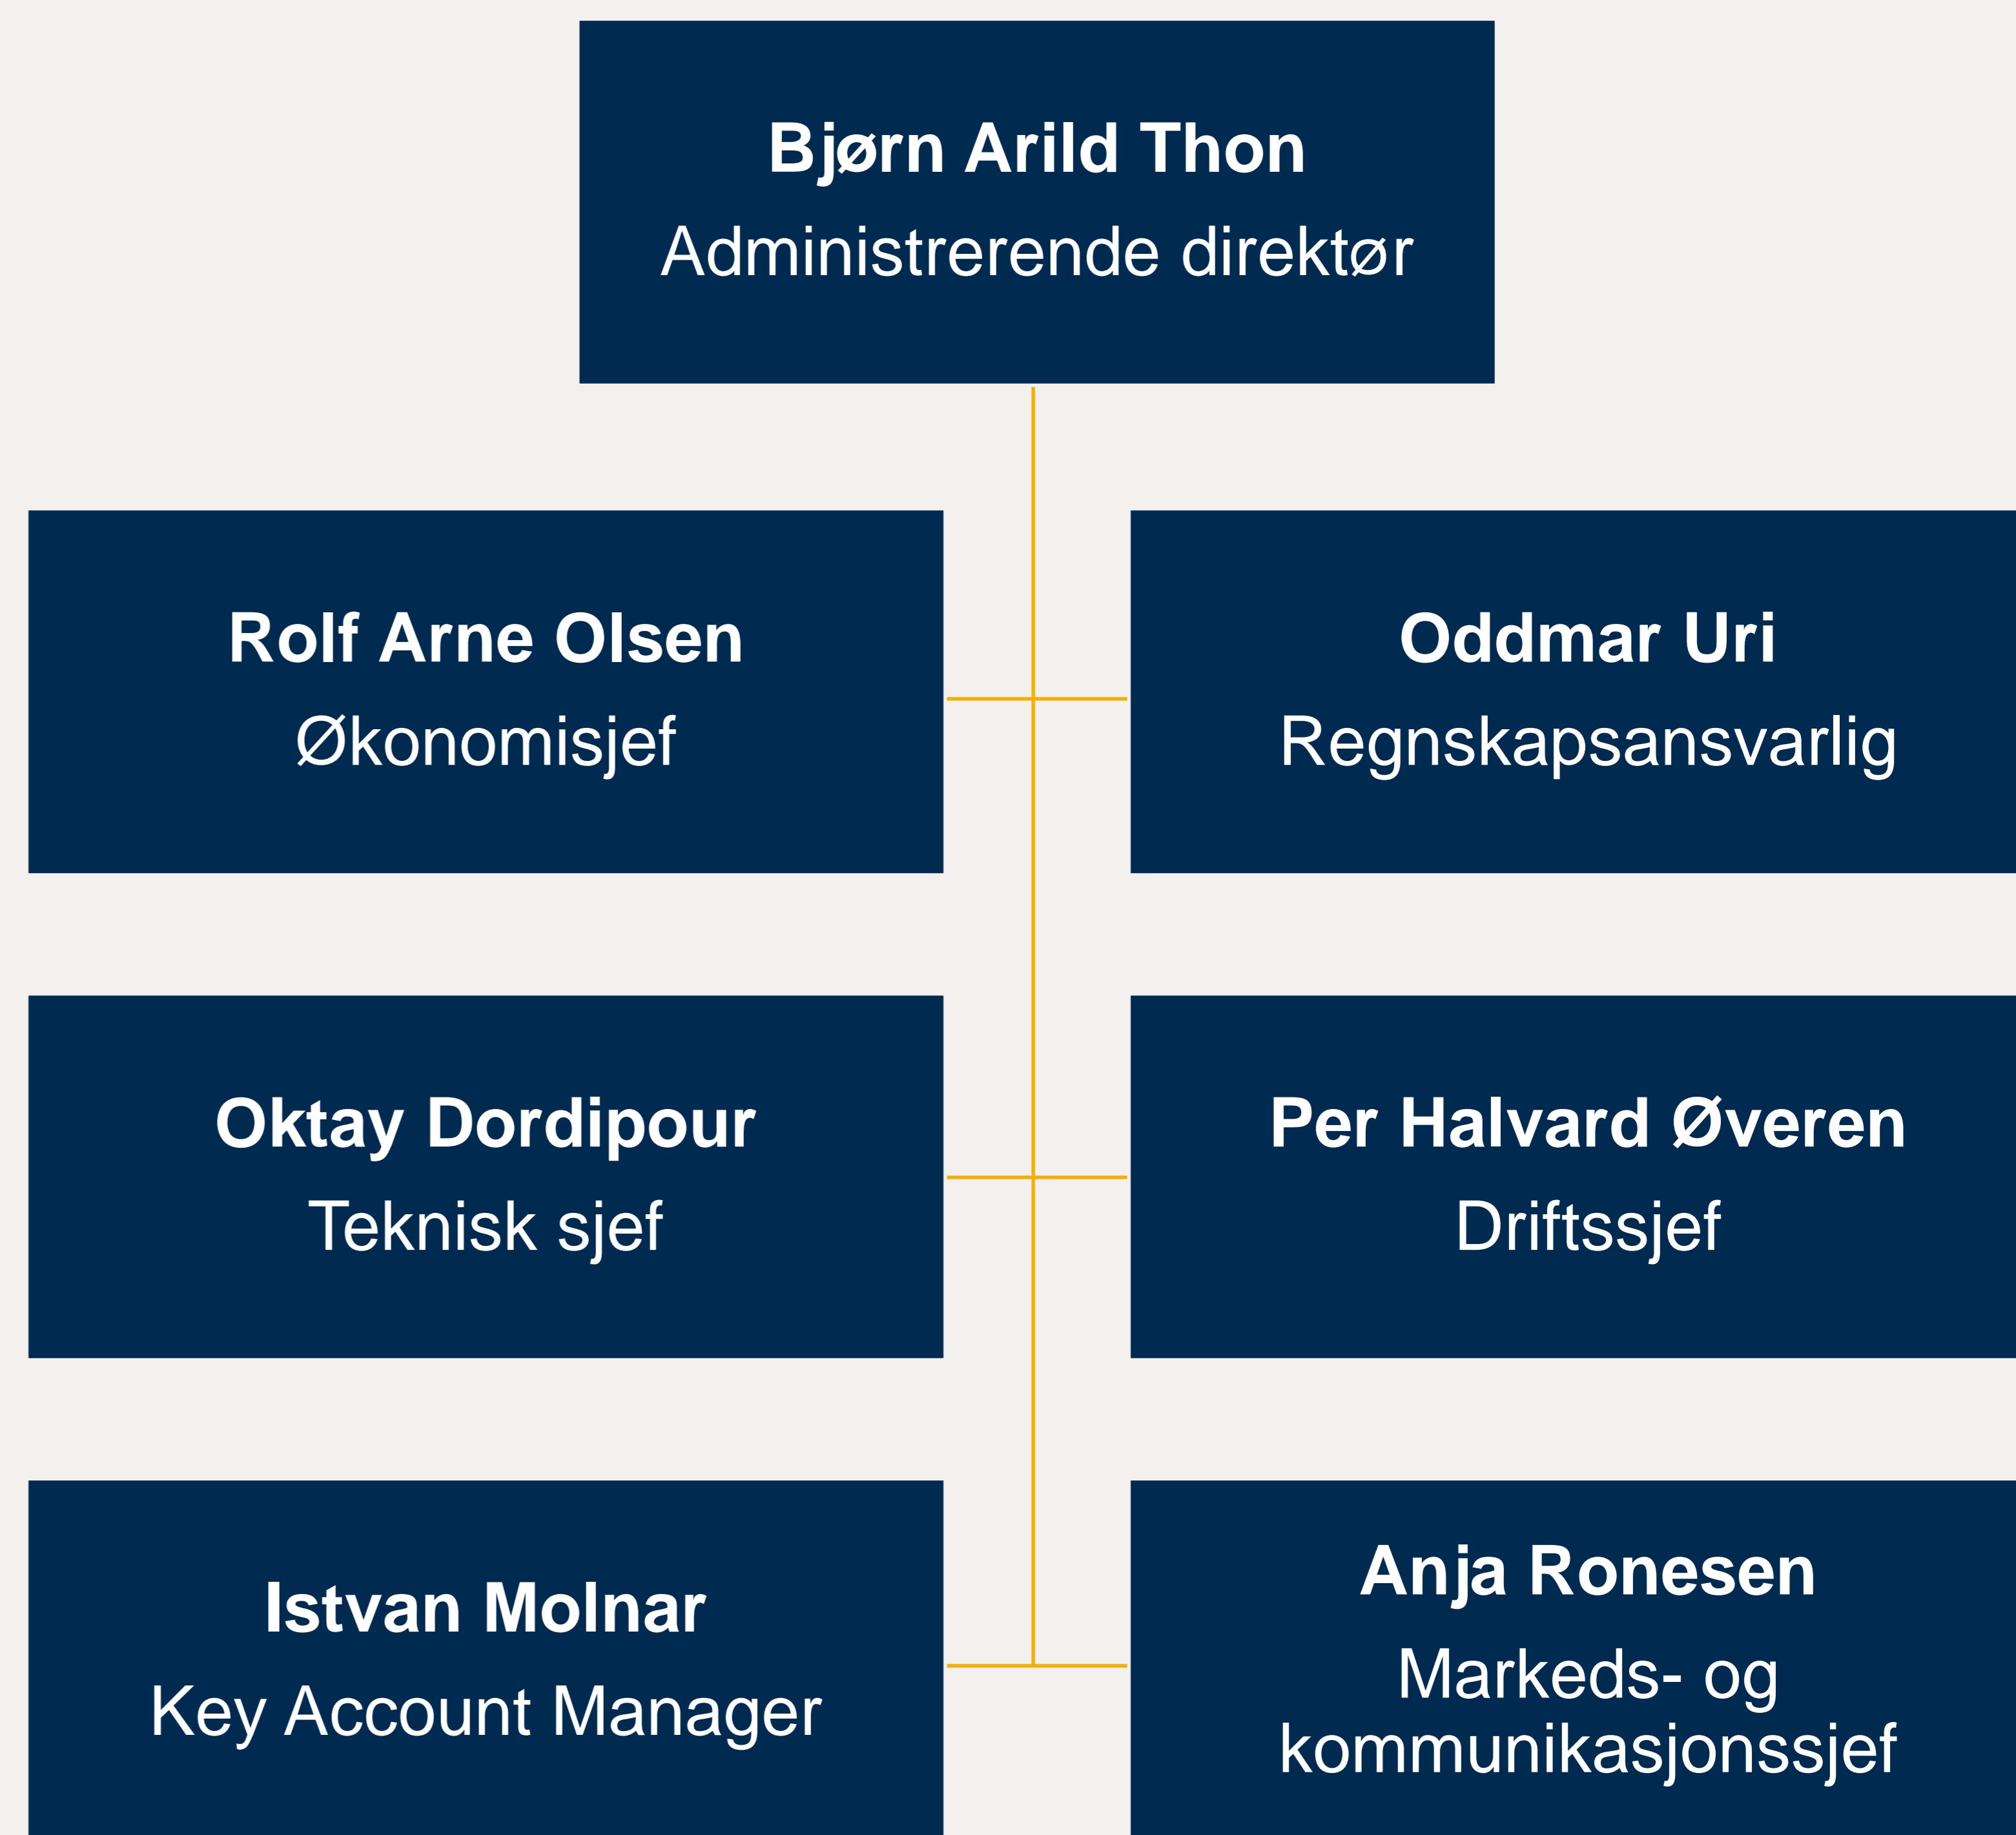 Bjørn Arild Thon
Administrerende direktør
Rolf Arne Olsen
Økonomisjef
Oddmar Uri
Regnskapsansvarlig
Oktay Dordipour
Teknisk sjef
Per Halvard Øveren
Driftssjef
Istvan Molnar
Key Account Manager
Anja Ronesen
Markeds- og
kommunikasjonssjef